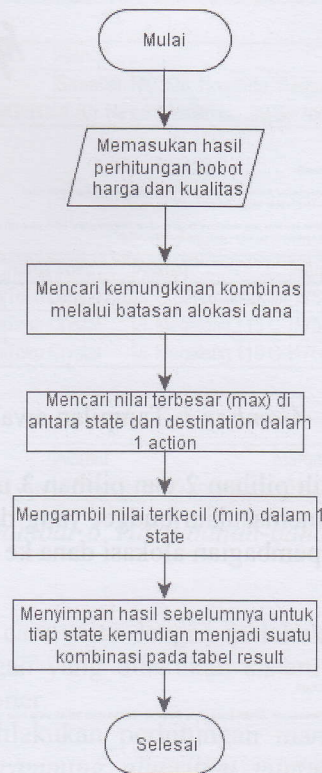 Mulai
Memasukan hasil
perhitungan bobot
harga dan kualitas
Mencari kemungkinan kombinas
melalui batasan alokasi dana
Mencari nilai terbesar (max) di
antara state dan destination dalam
1 action
Mengambil nilai terkecil (min) dalam 1
state
Menyimpan hasil sebelumnya untuk
tiap state kemudian menjadi suatu
kombinasi pada tabel result
Selesai